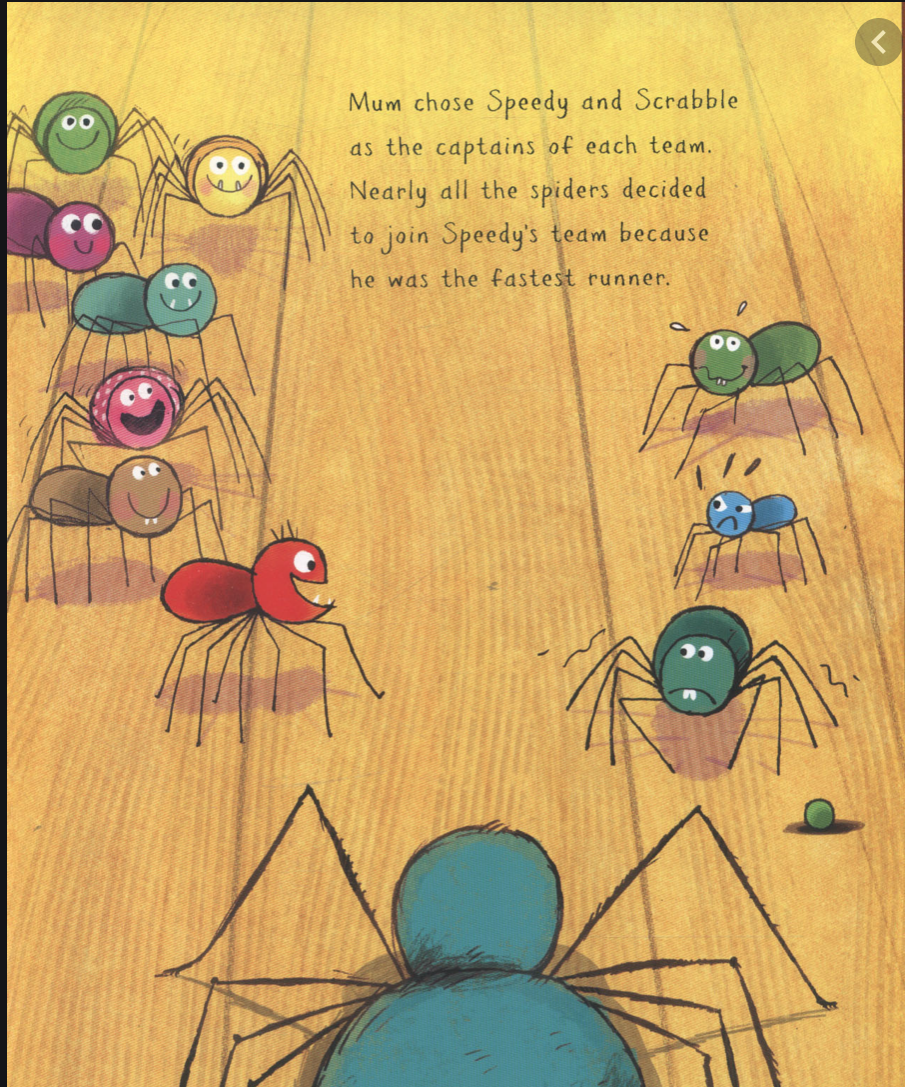 Mum chose Speedy and Scrabble
as the captains of each team.
Nearly all the spiders decided
to join Speedy's team because
he was the fastest runner.